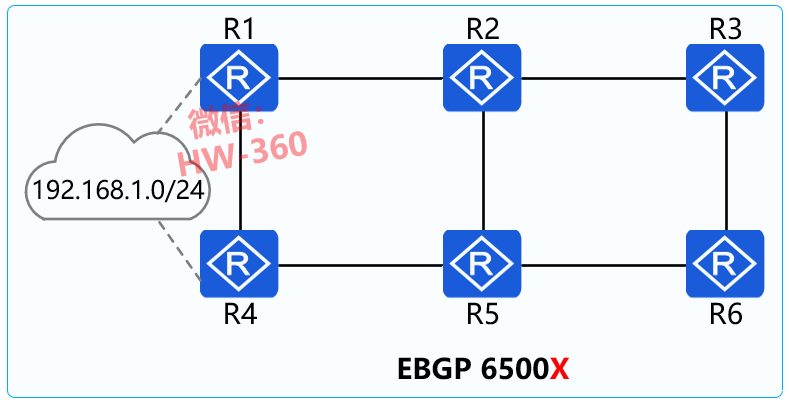 R1
R2
R3
R
R
R
微信：
HW-360
192.168.1.0/24
R
R
R
R4
R5
R6
EBGP 6500X